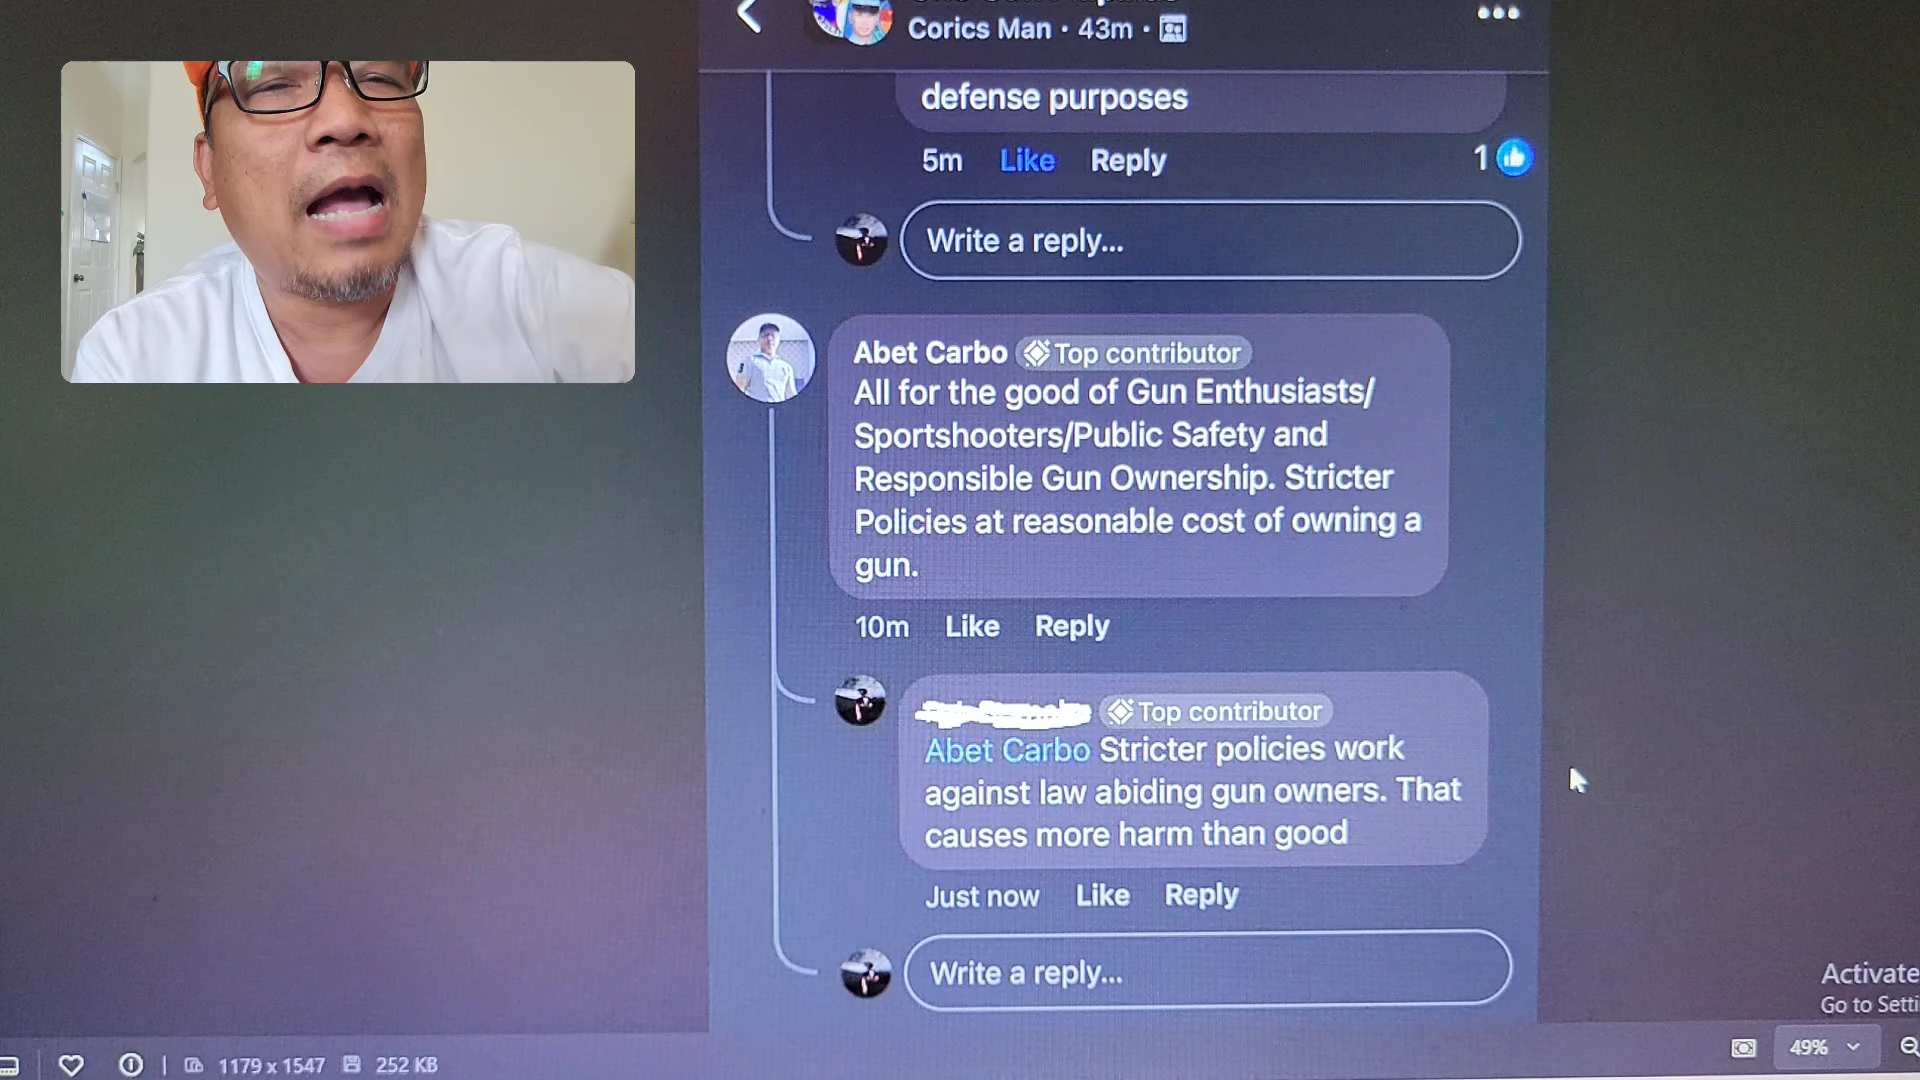 Corics Man · 43m ·
defense purposes
5m Like Reply 1
Write a reply...
Abet Carbo Top contributor
All for the good of Gun Enthusiasts/
Sportshooters/Public Safety and
Responsible Gun Ownership. Stricter
Policies at reasonable cost of owning a
gun.
10m Like Reply
Top contributor
Abet Carbo Stricter policies work
against law abiding gun owners. That
causes more harm than good
Just now Like Reply
Write a reply...
Activate
Go to Setti
1179 x 1547 252 KB
49%